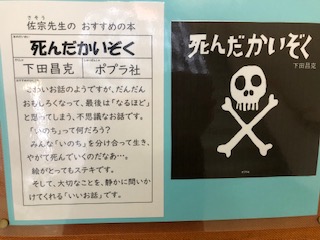 さそう
佐宗先生の おすすめの本
死んだかいぞく
下田昌克
ポプラ社
こわいお話のようですが、だんだん
おもしろくなって、最後は「なるほど」
と思ってしまう、不思議なお話です。
「いのち」って何だろう?
みんな「いのち」を分け合って生き、
やがて死んでいくのだなあ…。
絵がとってもステキです。
そして、大切なことを、静かに問いか
けてくれる「いいお話」です。
死んだかいぞく
下田昌克